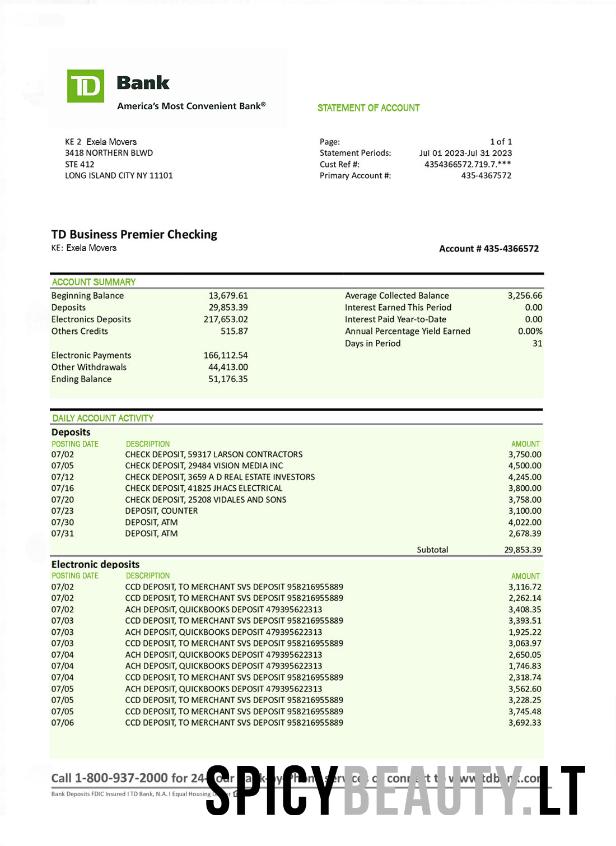 TD Bank
America's Most Convenient Bank®
STATEMENT OF ACCOUNT
KE 2 Exela Movers
3418 NORTHERN BLWD
STE 412
LONG ISLAND CITY NY 11101
Page: 1 of 1
Statement Periods: Jul 01 2023-Jul 31 2023
Cust Ref #: 4354366572.719.7.***
Primary Account #: 435-4367572
TD Business Premier Checking
KE: Exela Movers
Account # 435-4366572
ACCOUNT SUMMARY
Beginning Balance 13,679.61 Average Collected Balance 3,256.66
Deposits 29,853.39 Interest Earned This Period 0.00
Electronics Deposits 217,653.02 Interest Paid Year-to-Date 0.00
Others Credits 515.87 Annual Percentage Yield Earned 0.00%
Days in Period 31
Electronic Payments 166,112.54
Other Withdrawals 44,413.00
Ending Balance 51,176.35
DAILY ACCOUNT ACTIVITY
Deposits
POSTING DATE DESCRIPTION AMOUNT
07/02 CHECK DEPOSIT, 59317 LARSON CONTRACTORS 3,750.00
07/05 CHECK DEPOSIT, 29484 VISION MEDIA INC 4,500.00
07/12 CHECK DEPOSIT, 3659 A D REAL ESTATE INVESTORS 4,245.00
07/16 CHECK DEPOSIT, 41825 JHACS ELECTRICAL 3,800.00
07/20 CHECK DEPOSIT, 25208 VIDALES AND SONS 3,758.00
07/23 DEPOSIT, COUNTER 3,100.00
07/30 DEPOSIT, ATM 4,022.00
07/31 DEPOSIT, ATM 2,678.39
Subtotal 29,853.39
Electronic deposits
POSTING DATE DESCRIPTION AMOUNT
07/02 CCD DEPOSIT, TO MERCHANT SVS DEPOSIT 958216955889 3,116.72
07/02 CCD DEPOSIT, TO MERCHANT SVS DEPOSIT 958216955889 2,262.14
07/02 ACH DEPOSIT, QUICKBOOKS DEPOSIT 479395622313 3,408.35
07/03 CCD DEPOSIT, TO MERCHANT SVS DEPOSIT 958216955889 3,393.51
07/03 ACH DEPOSIT, QUICKBOOKS DEPOSIT 479395622313 1,925.22
07/03 CCD DEPOSIT, TO MERCHANT SVS DEPOSIT 958216955889 3,063.97
07/04 ACH DEPOSIT, QUICKBOOKS DEPOSIT 479395622313 2,650.05
07/04 ACH DEPOSIT, QUICKBOOKS DEPOSIT 479395622313 1,746.83
07/04 CCD DEPOSIT, TO MERCHANT SVS DEPOSIT 958216955889 2,318.74
07/05 ACH DEPOSIT, QUICKBOOKS DEPOSIT 479395622313 3,562.60
07/05 CCD DEPOSIT, TO MERCHANT SVS DEPOSIT 958216955889 3,228.25
07/05 CCD DEPOSIT, TO MERCHANT SVS DEPOSIT 958216955889 3,745.48
07/06 CCD DEPOSIT, TO MERCHANT SVS DEPOSIT 958216955889 3,692.33
Call 1-800-937-2000 for
Bank Deposits FDIC Insured I TD Bank, N.A. I Equal Housing
SPICYBEAUTY.LT